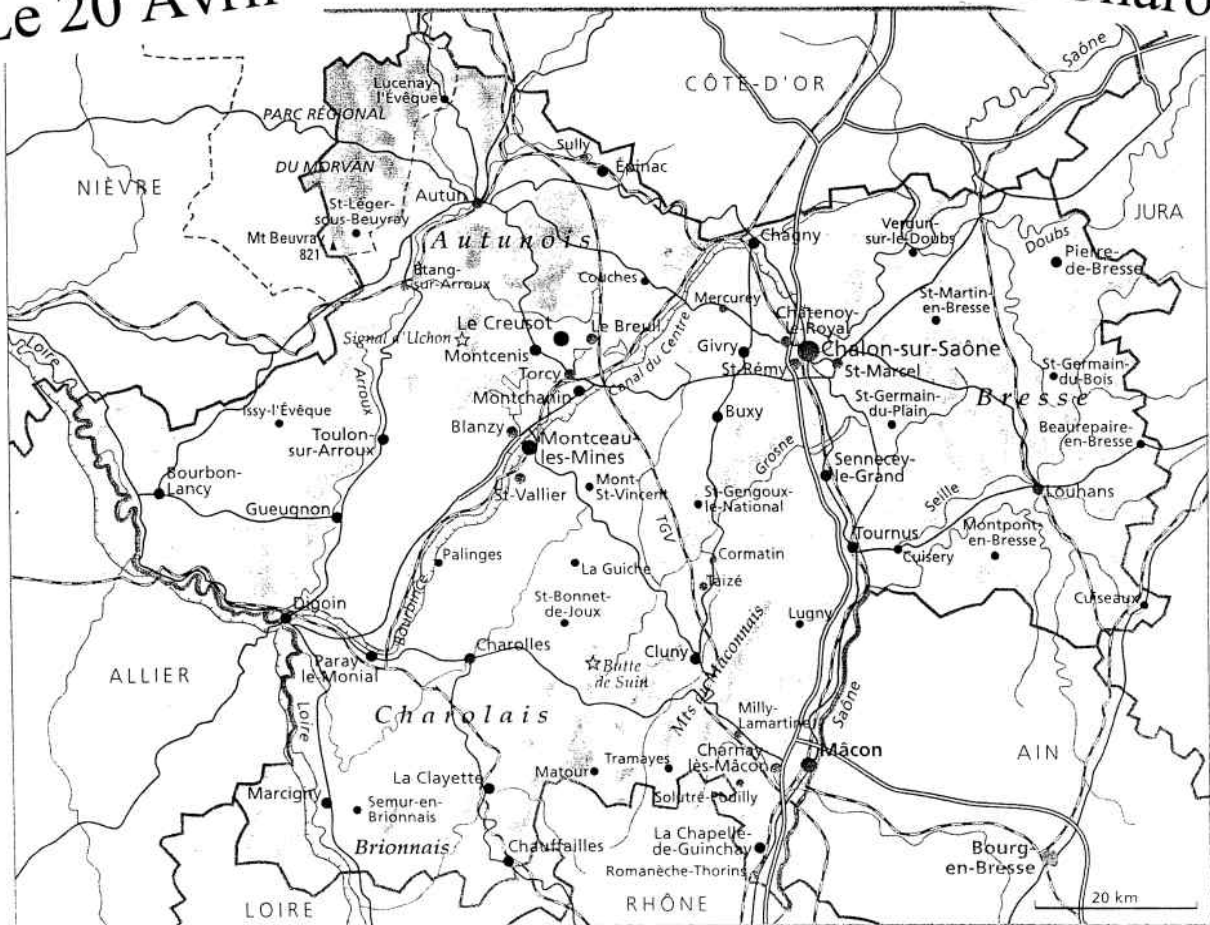 Le 20 Avril
CÔTE-D'OR
Saône
Lucenay-
l'Évêque
PARC RÉGIONAL
DU MORVAN
Sully
Épinac
NIÈVRE
Autun
St-Léger-
sous-Beuvray
Mt Beuvray
821
Autunois
Chagny
Verdun-
sur-le-Doubs
Doubs
JURA
Pierre-
de-Bresse
Étang-
sur-Arroux
Couches
Mercurey
St-Martin-
en-Bresse
Signal d'Uchon
Le Creusot
Le Breuil
Châtenoy-
le-Royal
Montcenis
Givry
Chalon-sur-Saône
Torcy
Canal du Centre
St-Rémy
St-Marcel
St-Germain-
du-Bois
Loire
Arroux
Montchanin
Bresse
Issy-l'Évêque
Toulon-
sur-Arroux
Blanzy
Buxy
St-Germain-
du-Plain
Beaurepaire-
en-Bresse
Montceau-
les-Mines
Grosne
Bourbon-
Lancy
St-Vallier
Mont-
St-Vincent
Sennecey-
le-Grand
Gueugnon
St-Gengoux-
le-National
Seille
Louhans
TGV
Tournus
Montpont-
en-Bresse
Palinges
Cormatin
Cuisery
La Guiche
Taizé
Bourbince
St-Bonnet-
de-Joux
Lugny
Cuiseaux
Digoin
Charolles
Cluny
Mts du Mâconnais
Paray-
le-Monial
Butte
de Suin
ALLIER
Charolais
Loire
Milly-
Lamartine
Saône
AIN
Charnay-
lès-Mâcon
Mâcon
Matour
Tramayes
La Clayette
Solutré-Pouilly
Marcigny
Semur-en-
Brionnais
La Chapelle-
de-Guinchay
Brionnais
Chauffailles
Romanèche-Thorins
Bourg-
en-Bresse
LOIRE
RHÔNE
20 km